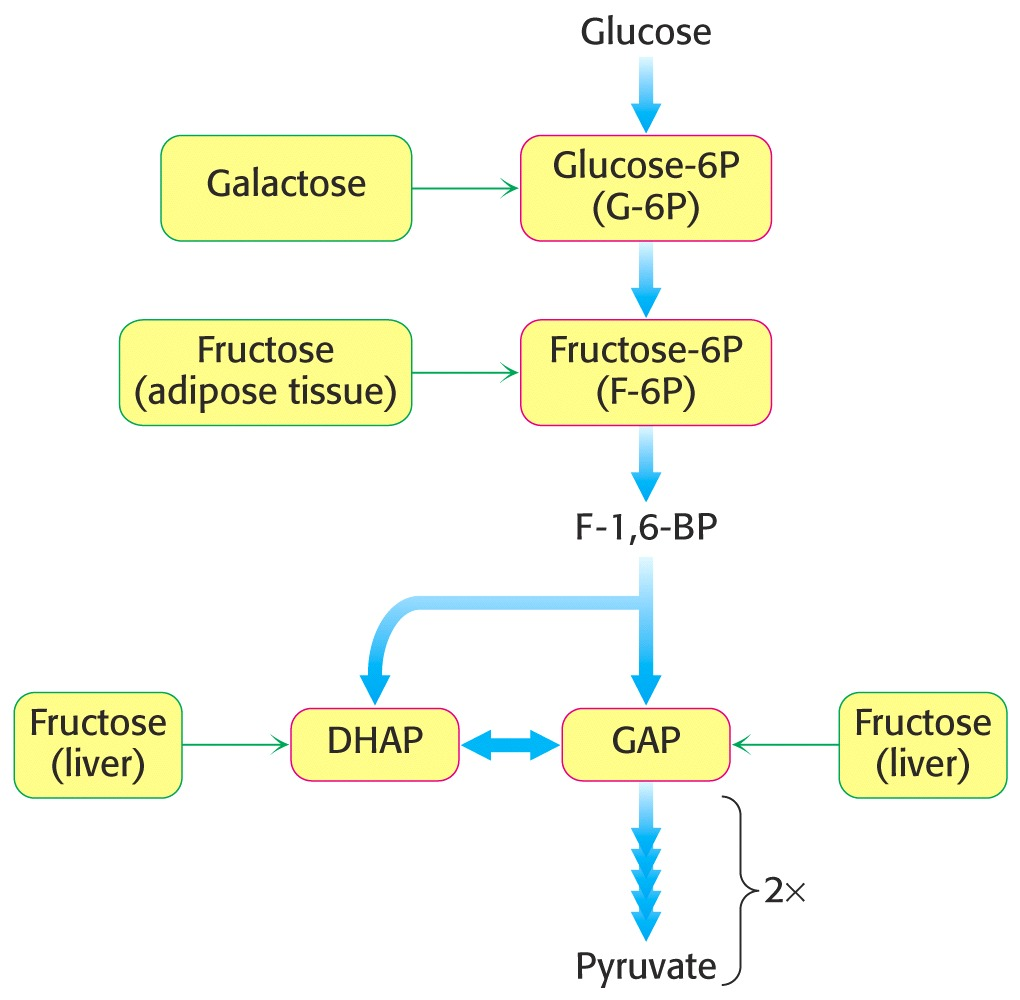 Glucose
Galactose
Glucose-6P
(G-6P)
Fructose
(adipose tissue)
Fructose-6P
(F-6P)
F-1,6-BP
Fructose
(liver)
DHAP
GAP
Fructose
(liver)
2×
Pyruvate